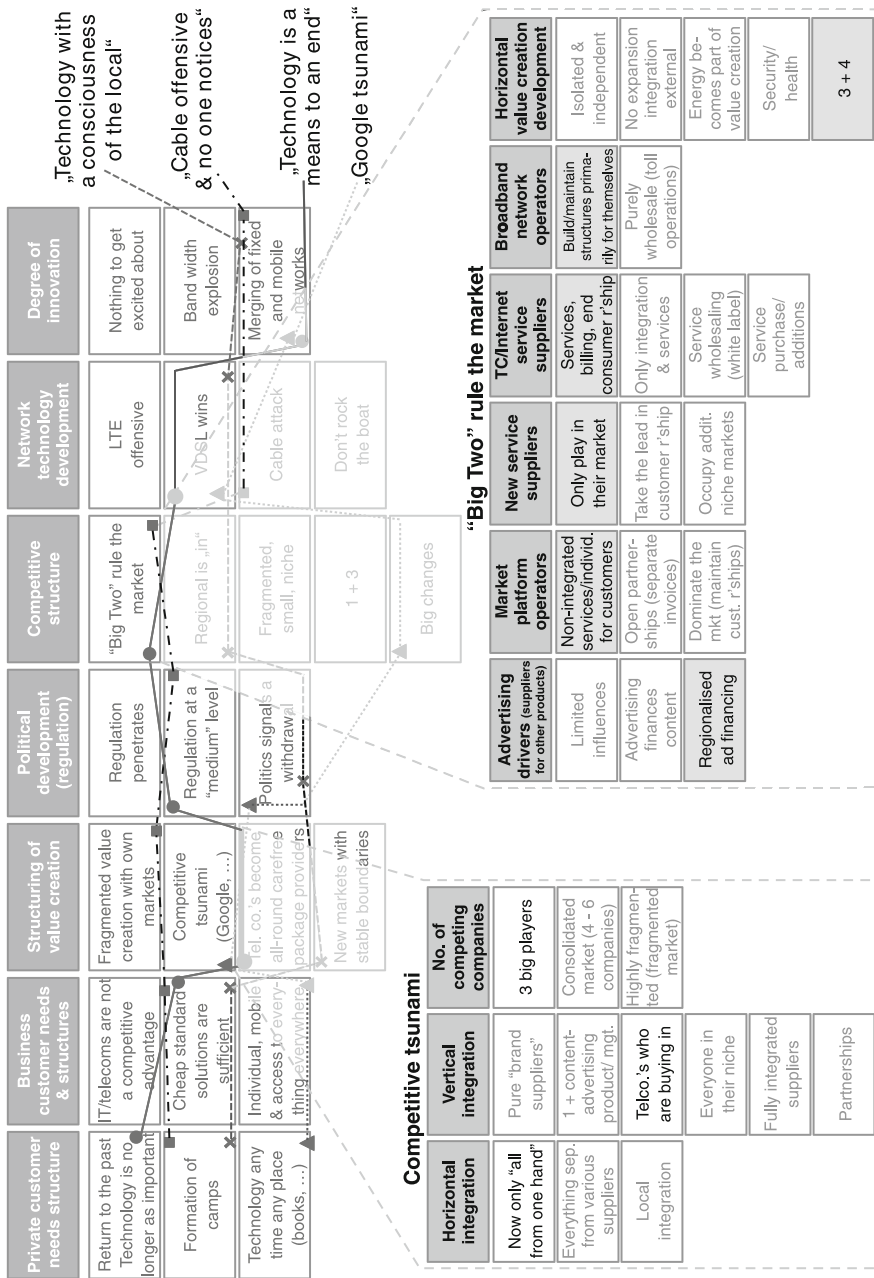 Private customer
needs structure
Return to the past
Technology is no
longer as important
Formation of
camps
Technology any
time any place
(books, …)
Business
customer needs
& structures
IT/telecoms are not
a competitive
advantage
Cheap standard
solutions are
sufficient
Individual, mobile
& access to every-
thing everywhere
Structuring of
value creation
Fragmented value
creation with own
markets
Competitive
tsunami
(Google, …)
Tel. co.'s become
all-round carefree
package providers
New markets with
stable boundaries
Political
development
(regulation)
Regulation
penetrates
Regulation at a
“medium” level
Politics signals a
withdrawal
Competitive
structure
“Big Two” rule the
market
Regional is „in“
Fragmented,
small, niche
1 + 3
Big changes
Network
technology
development
LTE
offensive
VDSL wins
Cable attack
Don't rock
the boat
Degree of
innovation
Nothing to get
excited about
Band width
explosion
Merging of fixed
and mobile
networks
„Technology with
a consciousness
of the local“
„Cable offensive
& no one notices“
„Technology is a
means to an end“
„Google tsunami“
Competitive tsunami
Horizontal
integration
Now only “all
from one hand”
Everything sep.
from various
suppliers
Local
integration
Vertical
integration
Pure “brand
suppliers”
1 + content-
advertising
product/ mgt.
Telco.'s who
are buying in
Everyone in
their niche
Fully integrated
suppliers
Partnerships
No. of
competing
companies
3 big players
Consolidated
market (4 - 6
companies)
Highly fragmen-
ted (fragmented
market)
“Big Two” rule the market
Advertising
drivers (suppliers
for other products)
Limited
influences
Advertising
finances
content
Regionalised
ad financing
Market
platform
operators
Non-integrated
services/individ.
for customers
Open partner-
ships (separate
invoices)
Dominate the
mkt (maintain
cust. r'ships)
New service
suppliers
Only play in
their market
Take the lead in
customer r'ship
Occupy addit.
niche markets
TC/Internet
service
suppliers
Services,
billing, end
consumer r'ship
Only integration
& services
Service
wholesaling
(white label)
Service
purchase/
additions
Broadband
network
operators
Build/maintain
structures prima-
rily for themselves
Purely
wholesale (toll
operations)
Horizontal
value creation
development
Isolated &
independent
No expansion
integration
external
Energy be-
comes part of
value creation
Security/
health
3 + 4